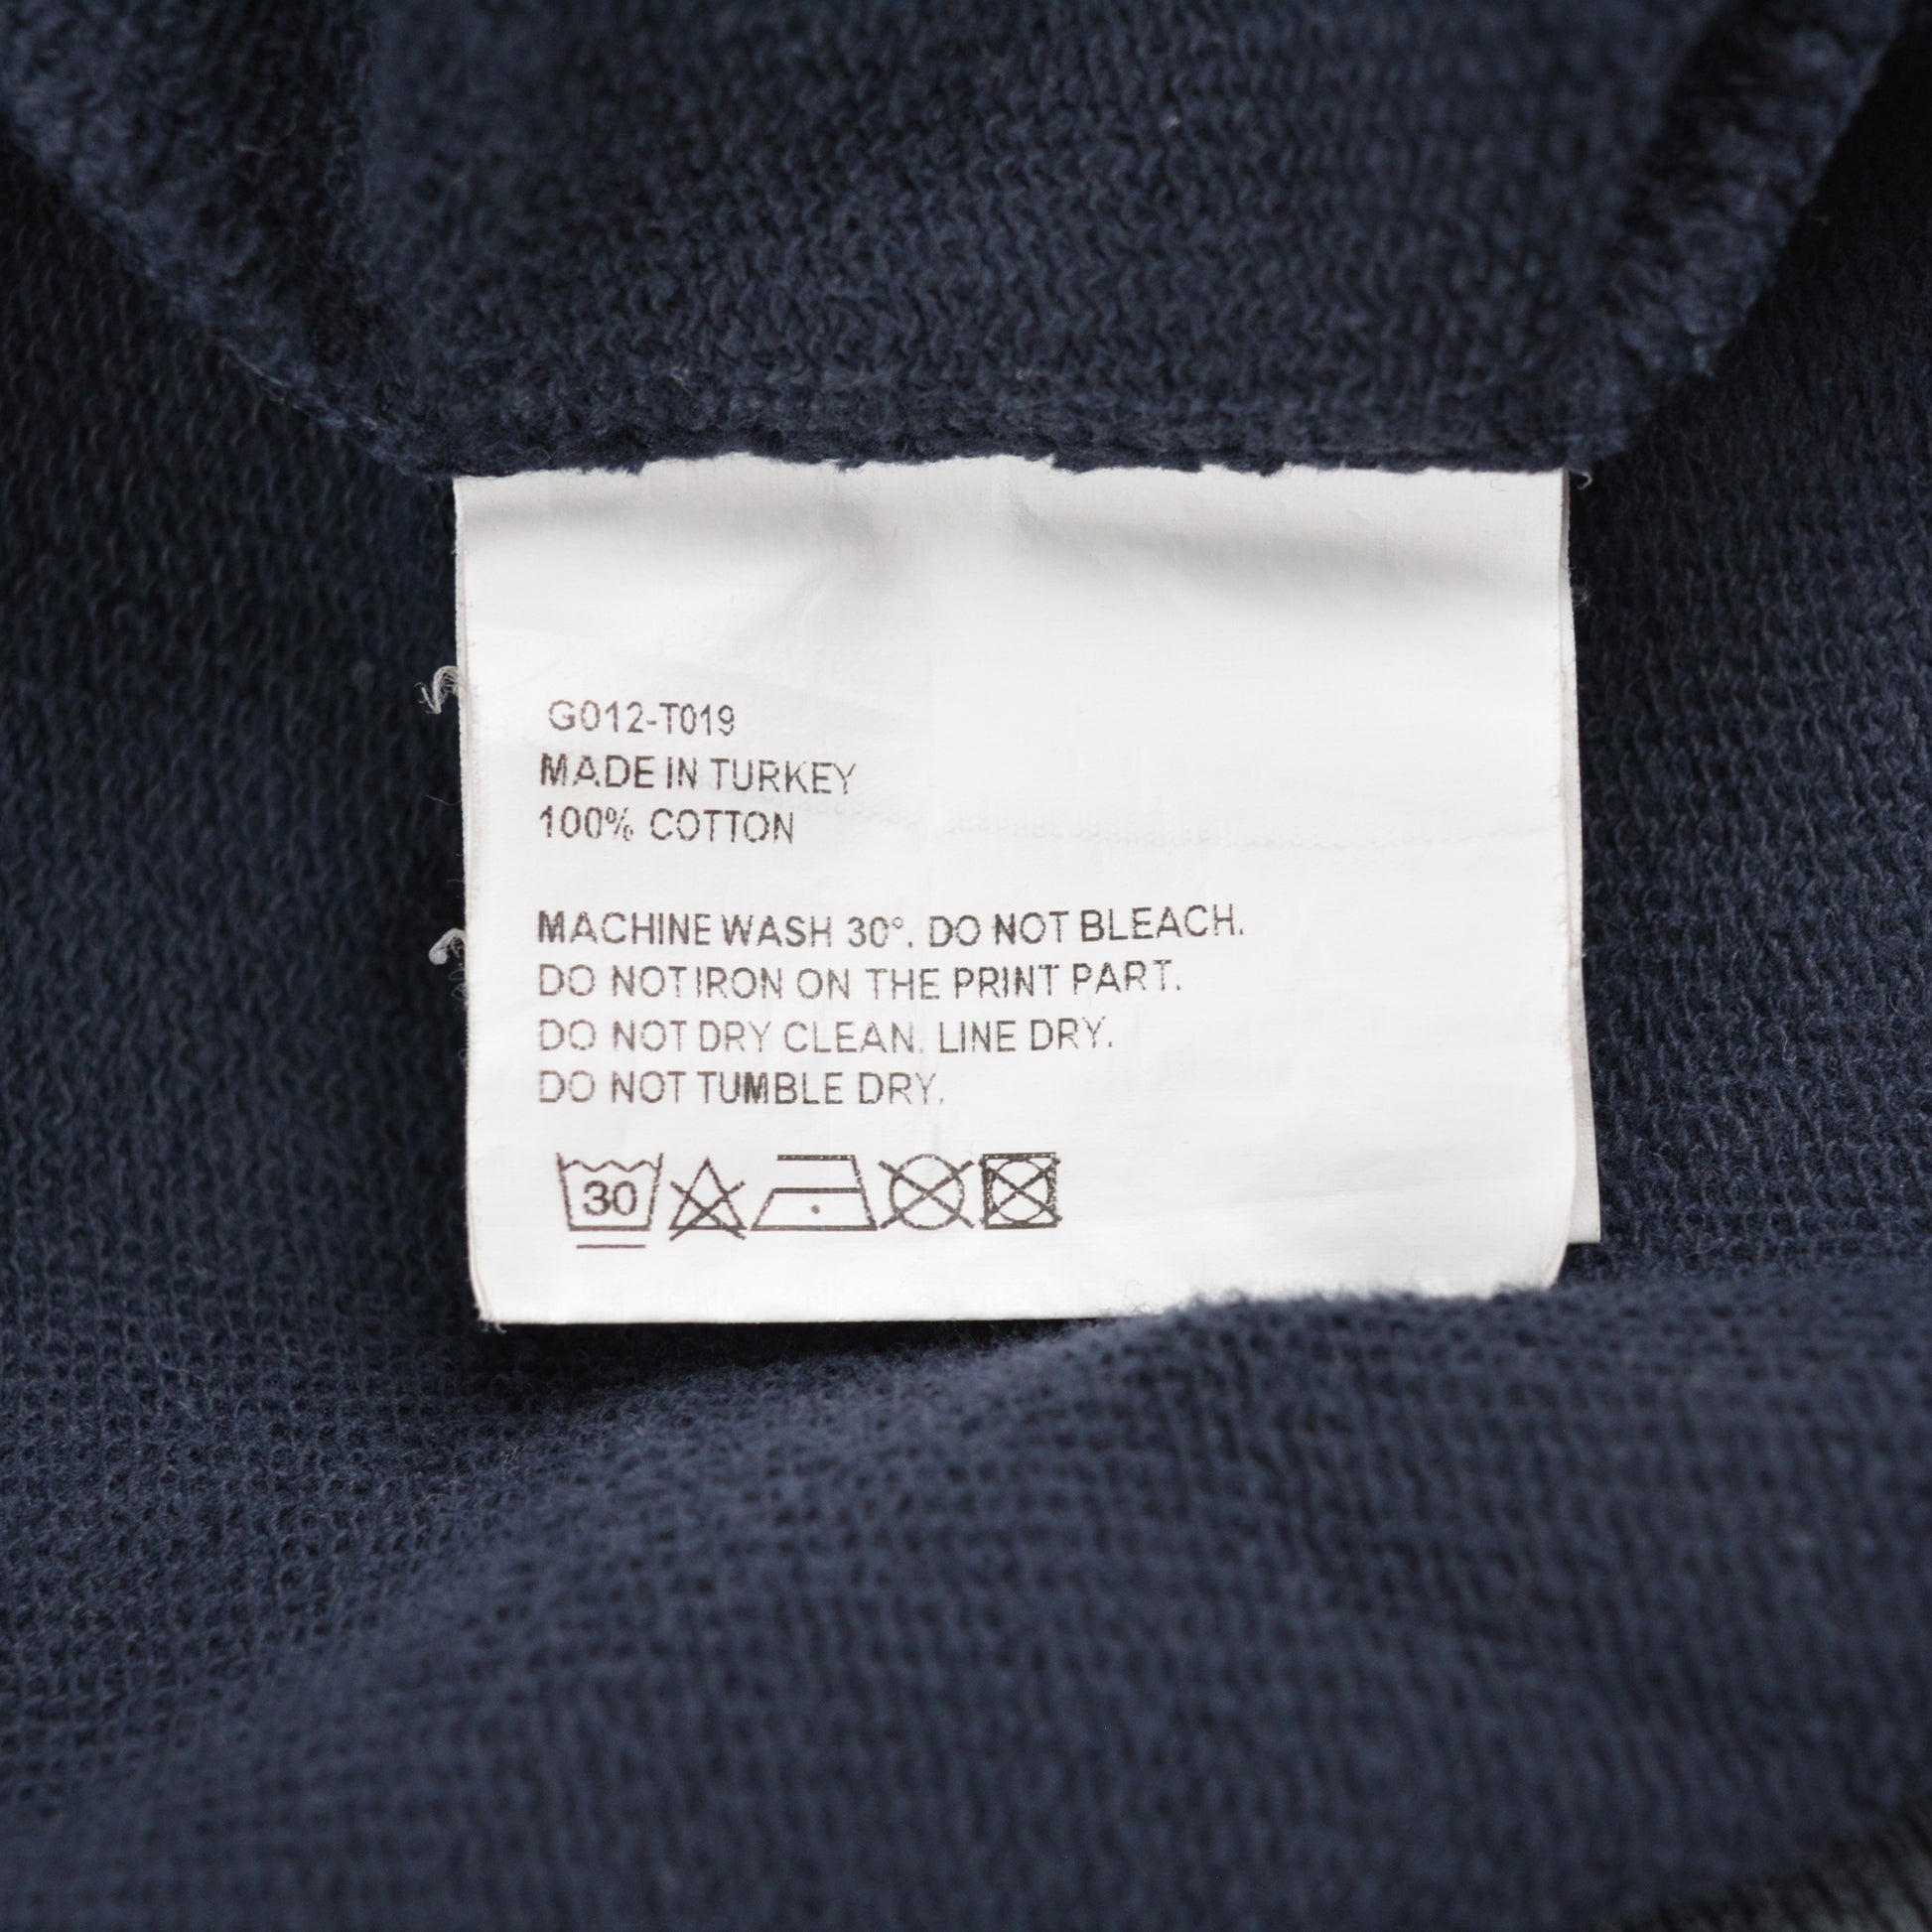 G012-T019
MADE IN TURKEY
100% COTTON
MACHINE WASH 30°. DO NOT BLEACH.
DO NOT IRON ON THE PRINT PART.
DO NOT DRY CLEAN. LINE DRY.
DO NOT TUMBLE DRY.
30